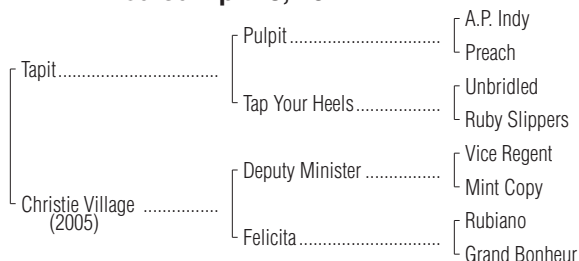 A.P. Indy
Pulpit
Preach
Tapit
Unbridled
Tap Your Heels
Ruby Slippers
Vice Regent
Deputy Minister
Mint Copy
Christie Village
(2005)
Rubiano
Felicita
Grand Bonheur